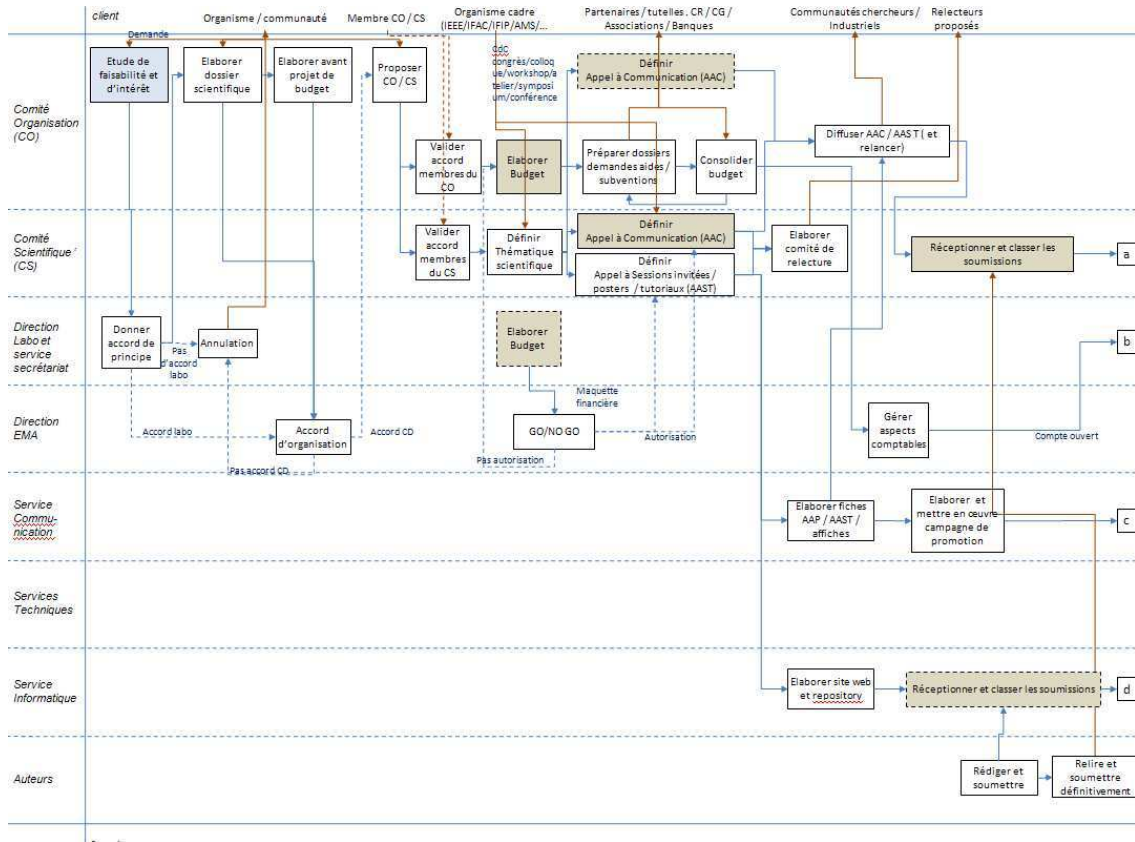 client
Organisme / communauté
Membre CO / CS
Organisme cadre
(IEEE/IFAC/IFIP/AMS/...
Partenaires / tutelles . CR / CG /
Associations / Banques
Communautés chercheurs /
Industriels
Relecteurs
proposés
Demande
Comité
Organisation
(CO)
Etude de
faisabilité et
d'intérêt
Elaborer
dossier
scientifique
Elaborer avant
projet de
budget
Proposer
CO / CS
CdC
congrès/colloq
ue/workshop/a
telier/symposi
um/conférence
Définir
Appel à Communication (AAC)
Valider
accord
membres du
CO
Elaborer
Budget
Préparer dossiers
demandes aides /
subventions
Consolider
budget
Diffuser AAC / AAST ( et
relancer)
Comité
Scientifique
(CS)
Valider
accord
membres
du CS
Définir
Thématique
scientifique
Définir
Appel à Communication (AAC)
Définir
Appel à Sessions invitées /
posters / tutoriaux (AAST)
Elaborer
comité de
relecture
Réceptionner et classer les
soumissions
a
Direction
Labo et
service
secrétariat
Donner
accord de
principe
Pas
d'accord
labo
Annulation
Elaborer
Budget
b
Direction
EMA
Accord labo
Accord
d'organisation
Accord CD
Pas accord CD
Maquette
financière
GO/NO GO
Autorisation
Pas autorisation
Gérer
aspects
comptables
Compte ouvert
Service
Commu-
nication
Elaborer fiches
AAP / AAST /
affiches
Elaborer et
mettre en œuvre
campagne de
promotion
c
Services
Techniques
Service
Informatique
Elaborer site web
et repository
Réceptionner et classer les soumissions
d
Auteurs
Rédiger et
soumettre
Relire et
soumettre
définitivement